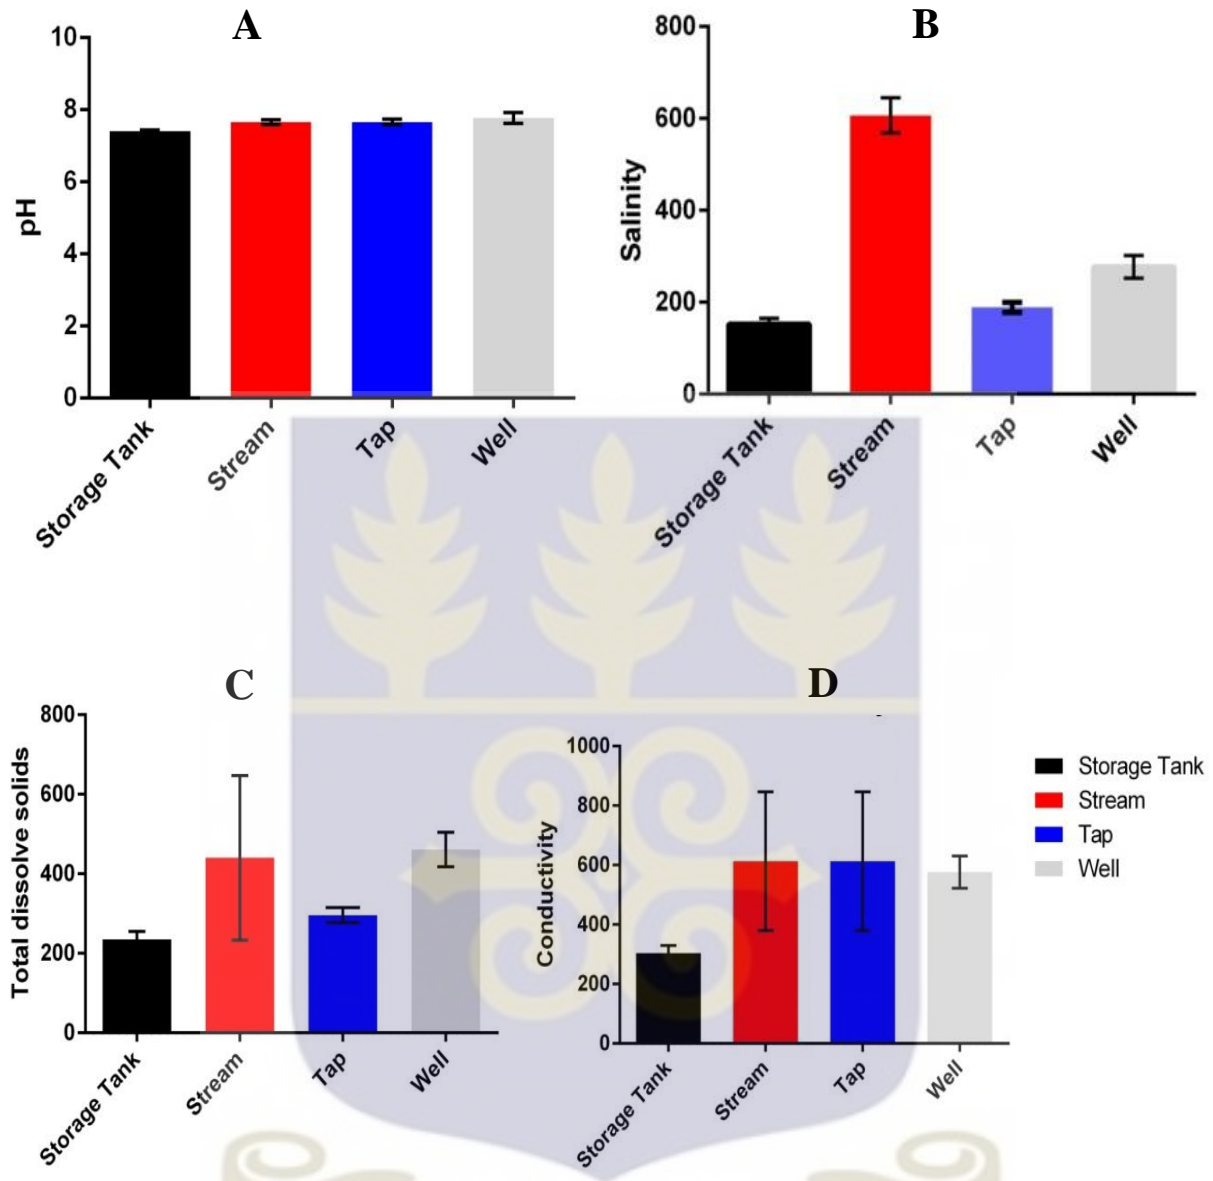 A
10
8
6
4
2
0
pH
Storage Tank
Stream
Tap
Well
B
800
600
400
200
0
Salinity
Storage Tank
Stream
Tap
Well
C
800
600
400
200
0
Total dissolve solids
Storage Tank
Stream
Tap
Well
D
1000
800
600
400
200
0
Conductivity
Storage Tank
Stream
Tap
Well
Storage Tank
Stream
Tap
Well